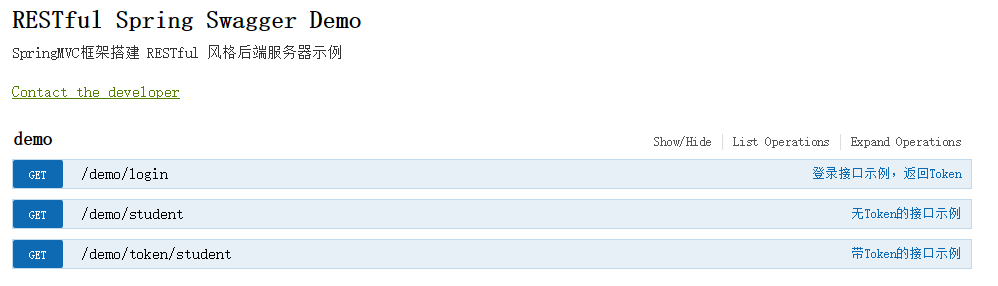 RESTful Spring Swagger Demo
SpringMVC框架搭建 RESTful 风格后端服务器示例
Contact the developer
demo Show/Hide List Operations Expand Operations
GET /demo/login 登录接口示例，返回Token
GET /demo/student 无Token的接口示例
GET /demo/token/student 带Token的接口示例